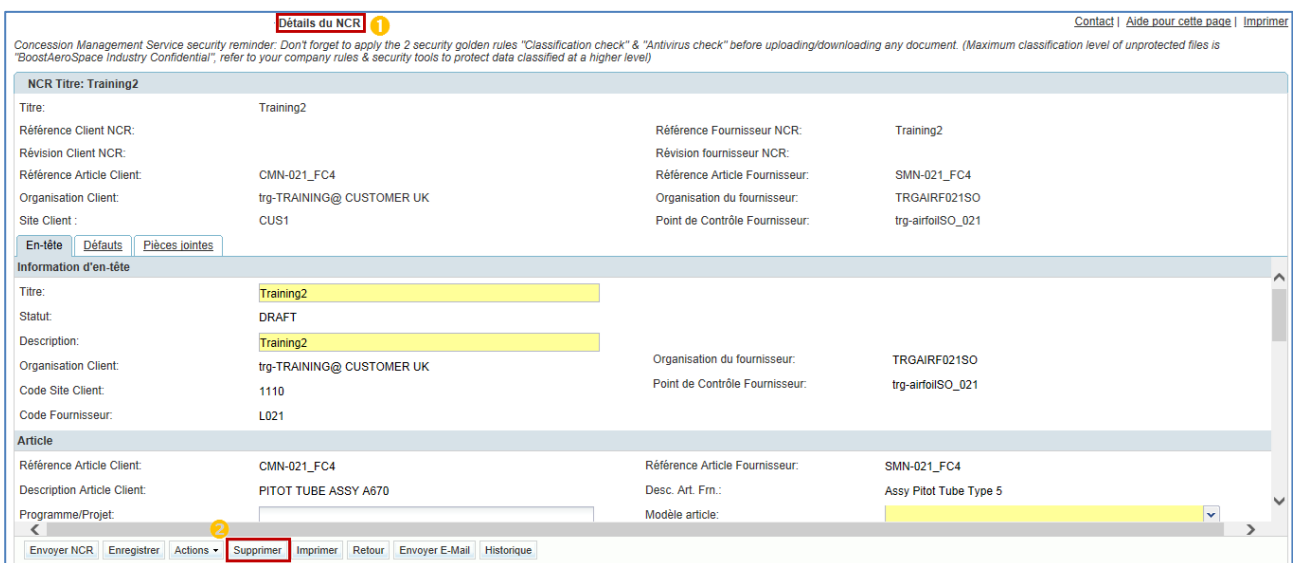 Détails du NCR 1 Contact | Aide pour cette page | Imprimer
Concession Management Service security reminder: Don't forget to apply the 2 security golden rules "Classification check" & "Antivirus check" before uploading/downloading any document. (Maximum classification level of unprotected files is
"BoostAeroSpace Industry Confidential", refer to your company rules & security tools to protect data classified at a higher level)
NCR Titre: Training2
Titre: Training2
Référence Client NCR: Référence Fournisseur NCR: Training2
Révision Client NCR: Révision fournisseur NCR:
Référence Article Client: CMN-021_FC4 Référence Article Fournisseur: SMN-021_FC4
Organisation Client: trg-TRAINING@ CUSTOMER UK Organisation du fournisseur: TRGAIRF021SO
Site Client : CUS1 Point de Contrôle Fournisseur: trg-airfoilSO_021
En-tête Défauts Pièces jointes
Information d'en-tête
Titre: Training2
Statut: DRAFT
Description: Training2
Organisation Client: trg-TRAINING@ CUSTOMER UK Organisation du fournisseur: TRGAIRF021SO
Code Site Client: 1110 Point de Contrôle Fournisseur: trg-airfoilSO_021
Code Fournisseur: L021
Article
Référence Article Client: CMN-021_FC4 Référence Article Fournisseur: SMN-021_FC4
Description Article Client: PITOT TUBE ASSY A670 Desc. Art. Frn.: Assy Pitot Tube Type 5
Programme/Projet: Modèle article:
2
Envoyer NCR Enregistrer Actions Supprimer Imprimer Retour Envoyer E-Mail Historique